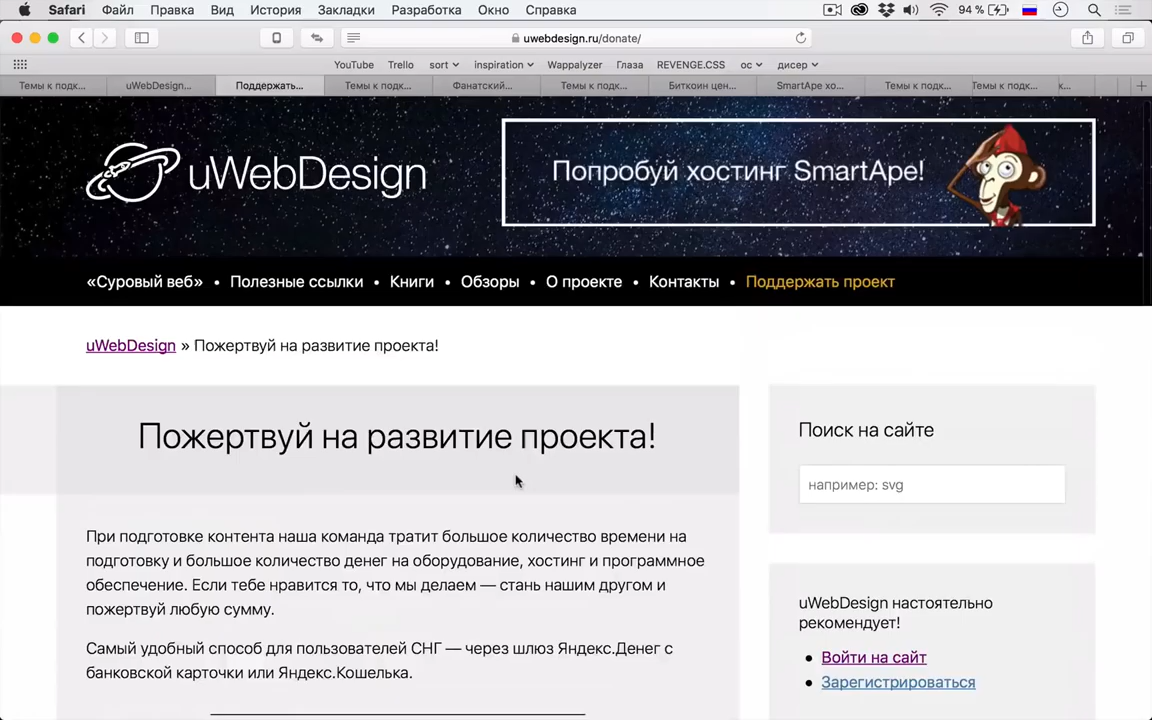 Safari Файл Правка Вид История Закладки Разработка Окно Справка 94 %
uwebdesign.ru/donate/
YouTube Trello sort inspiration Wappalyzer Глаза REVENGE.CSS ос дисер
Темы к подк... uWebDesign... Поддержать... Темы к подк... Фанатский... Темы к подк... Биткоин цен... SmartApe хо... Темы к подк... Темы к подк... к...
uWebDesign
Попробуй хостинг SmartApe!
«Суровый веб» • Полезные ссылки • Книги • Обзоры • О проекте • Контакты • Поддержать проект
uWebDesign » Пожертвуй на развитие проекта!
Пожертвуй на развитие проекта!
При подготовке контента наша команда тратит большое количество времени на
подготовку и большое количество денег на оборудование, хостинг и программное
обеспечение. Если тебе нравится то, что мы делаем — стань нашим другом и
пожертвуй любую сумму.
Самый удобный способ для пользователей СНГ — через шлюз Яндекс.Денег с
банковской карточки или Яндекс.Кошелька.
Поиск на сайте
например: svg
uWebDesign настоятельно
рекомендует!
• Войти на сайт
• Зарегистрироваться